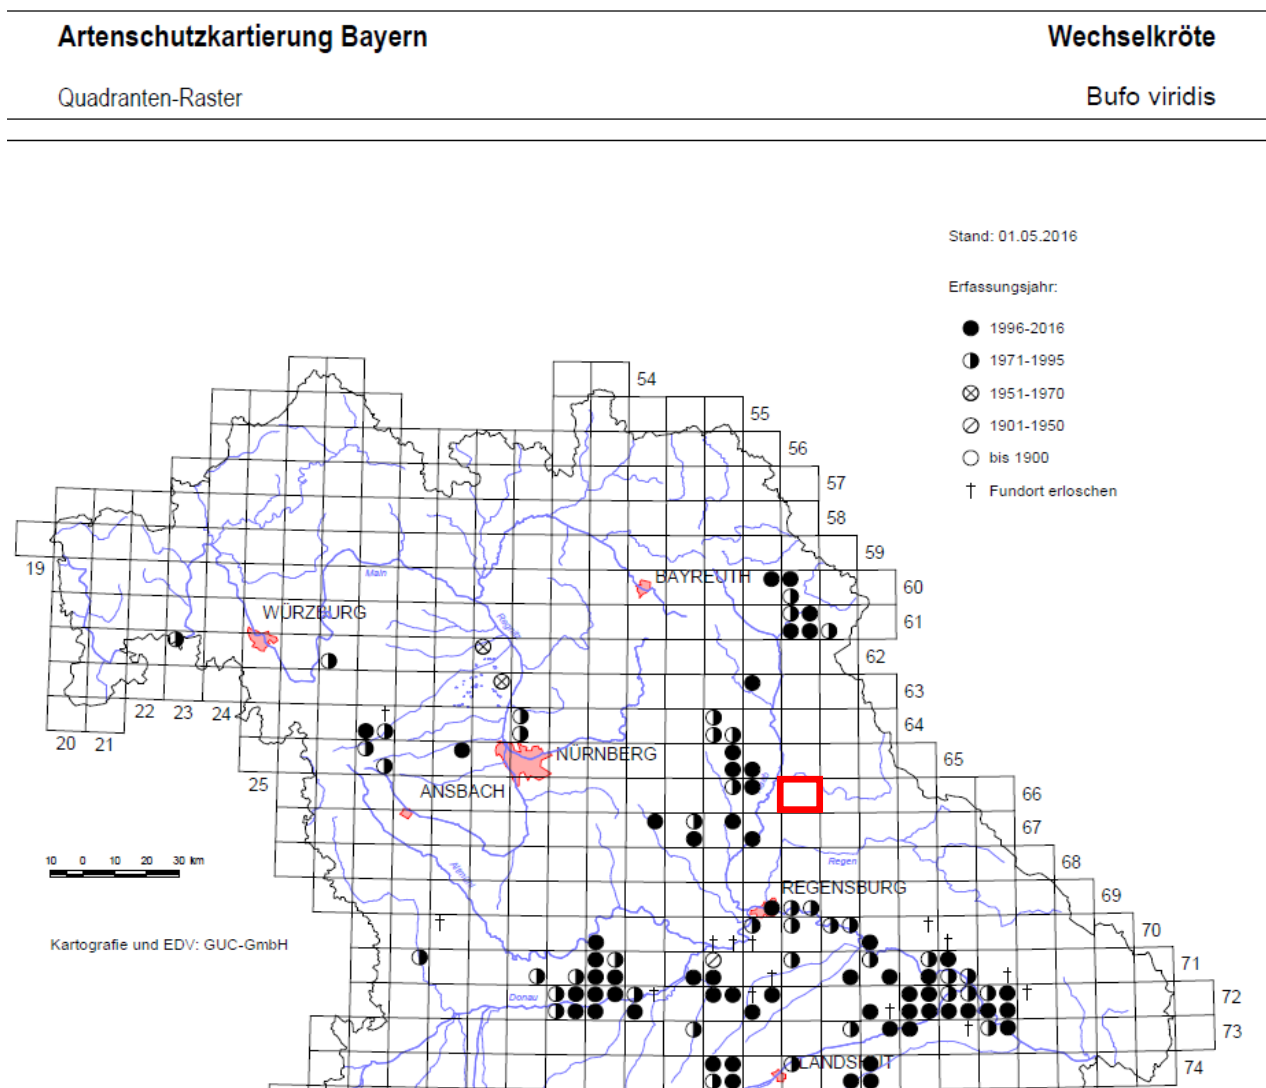 Artenschutzkartierung Bayern
Wechselkröte
Quadranten-Raster
Bufo viridis
Stand: 01.05.2016
Erfassungsjahr:
1996-2016
1971-1995
1951-1970
1901-1950
bis 1900
† Fundort erloschen
54
55
56
57
58
59
60
61
62
63
64
65
66
67
68
69
70
71
72
73
74
19
20
21
22
23
24
25
Main
BAYREUTH
WÜRZBURG
NÜRNBERG
ANSBACH
Regen
REGENSBURG
Donau
LANDSHUT
10 0 10 20 30 km
Kartografie und EDV: GUC-GmbH